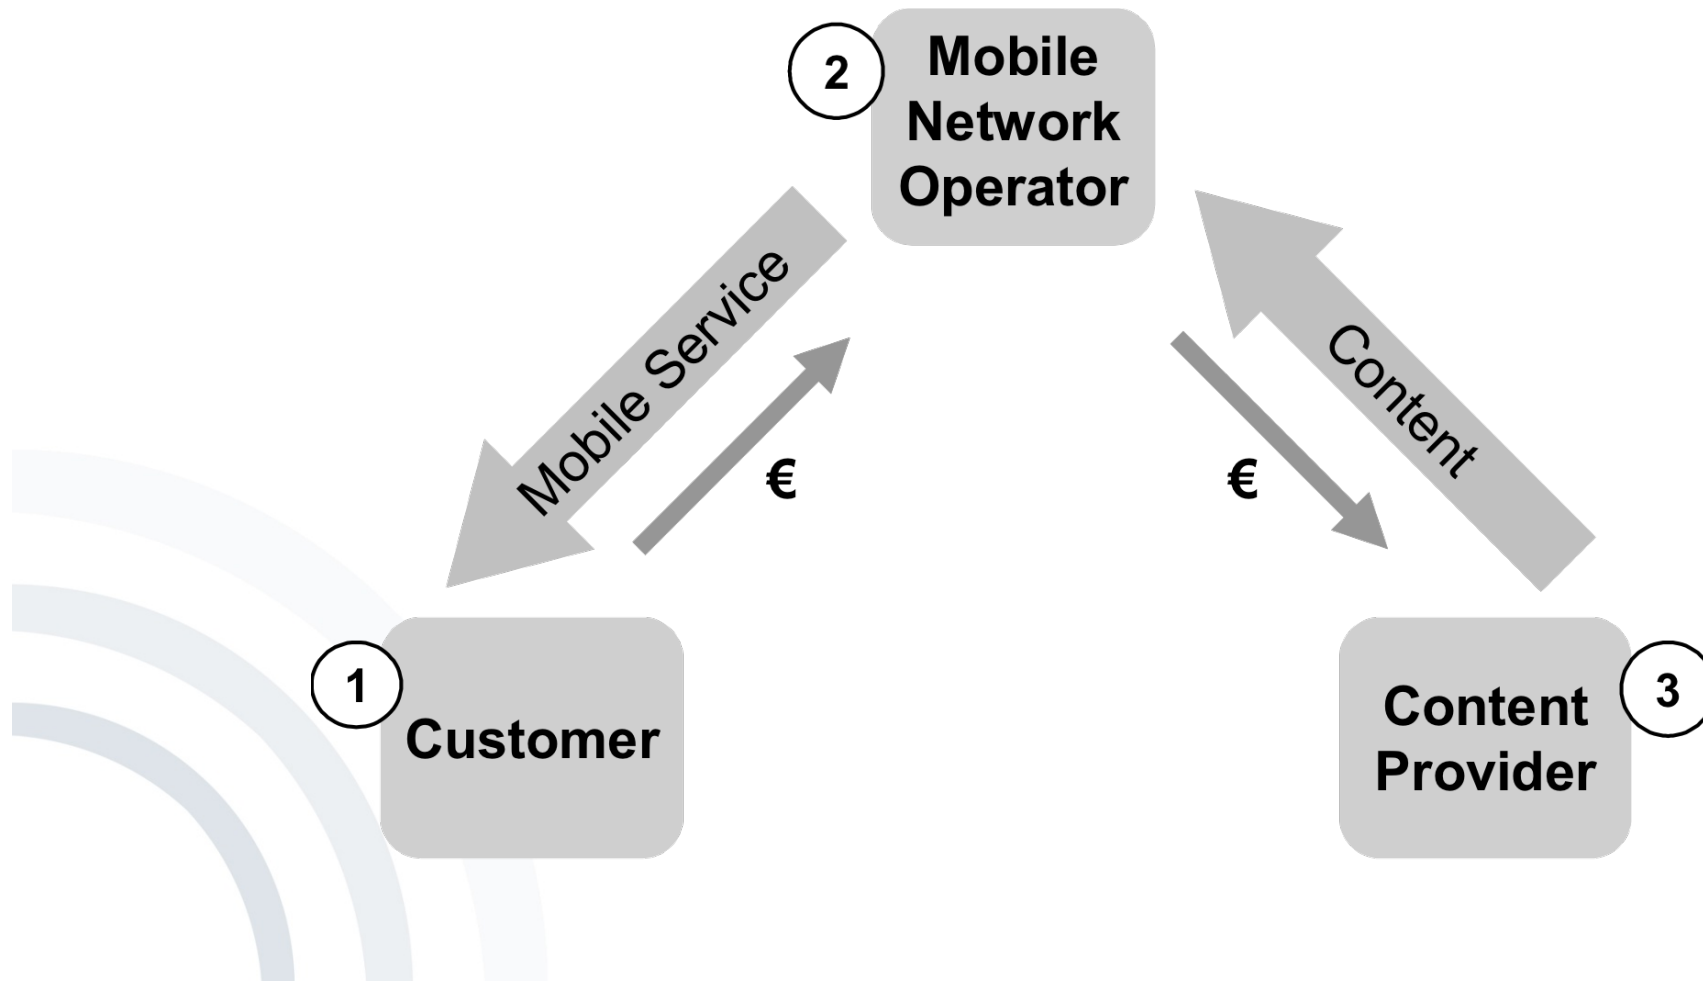 2
Mobile
Network
Operator
Mobile Service
€
€
Content
1
Customer
Content
Provider
3